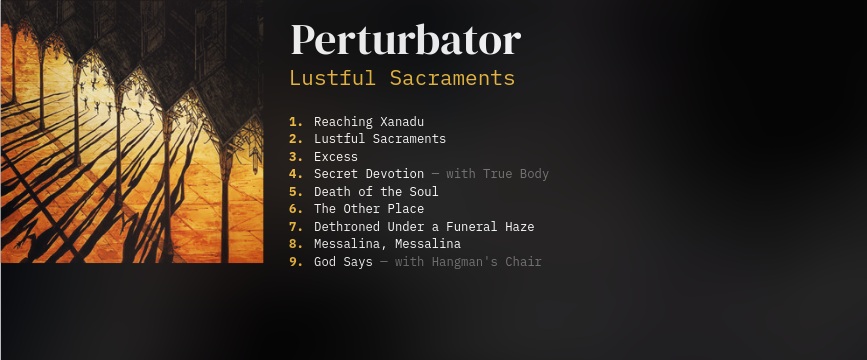 Perturbator
Lustful Sacraments
1. Reaching Xanadu
2. Lustful Sacraments
3. Excess
4. Secret Devotion — with True Body
5. Death of the Soul
6. The Other Place
7. Dethroned Under a Funeral Haze
8. Messalina, Messalina
9. God Says — with Hangman's Chair